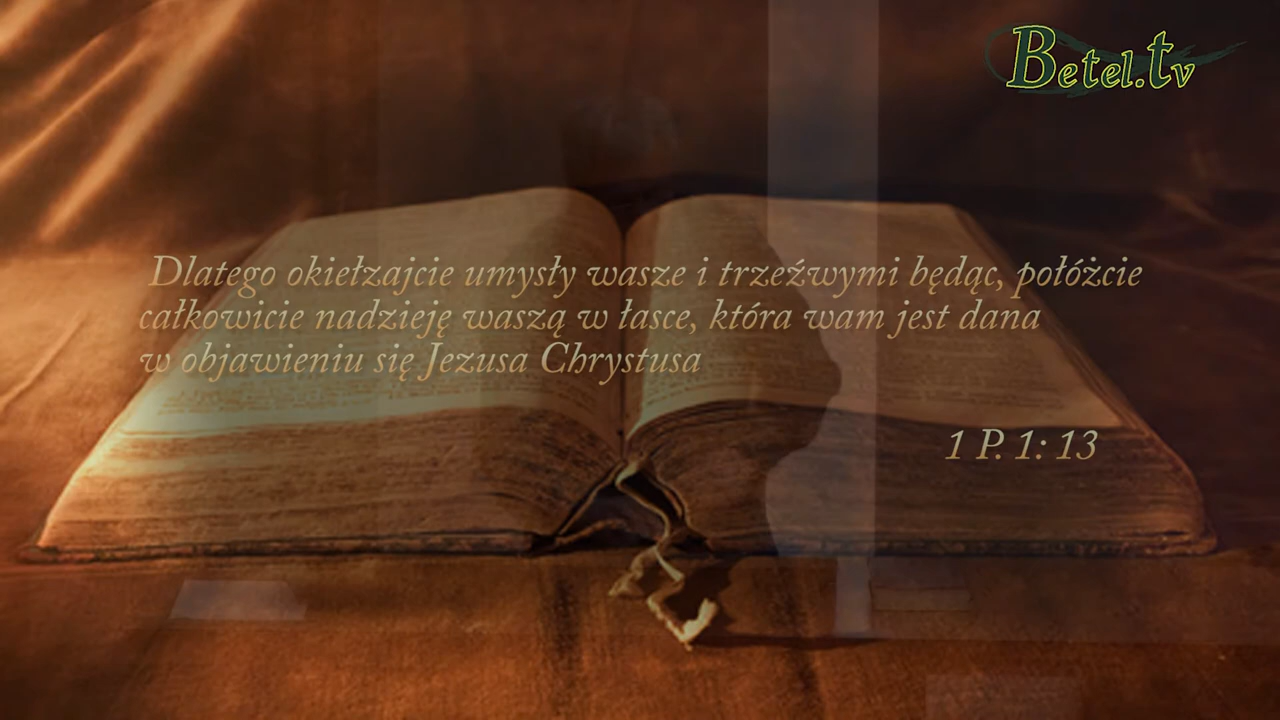 Betel.tv
Dlatego okiełzajcie umysły wasze i trzeźwymi będąc, połóżcie
całkowicie nadzieję waszą w łasce, która wam jest dana
w objawieniu się Jezusa Chrystusa
1 P. 1: 13